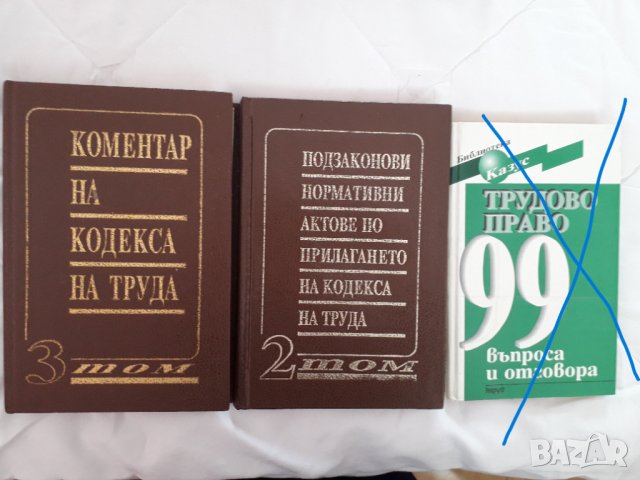 КОМЕНТАР
НА
КОДЕКСА
НА ТРУДА
3 том
ПОДЗАКОНОВИ
НОРМАТИВНИ
АКТОВЕ ПО
ПРИЛАГАНЕТО
НА КОДЕКСА
НА ТРУДА
2 том
Библиотека
Казус
ТРУДОВО
ПРАВО
99
въпроса
и отговора
BAZAR